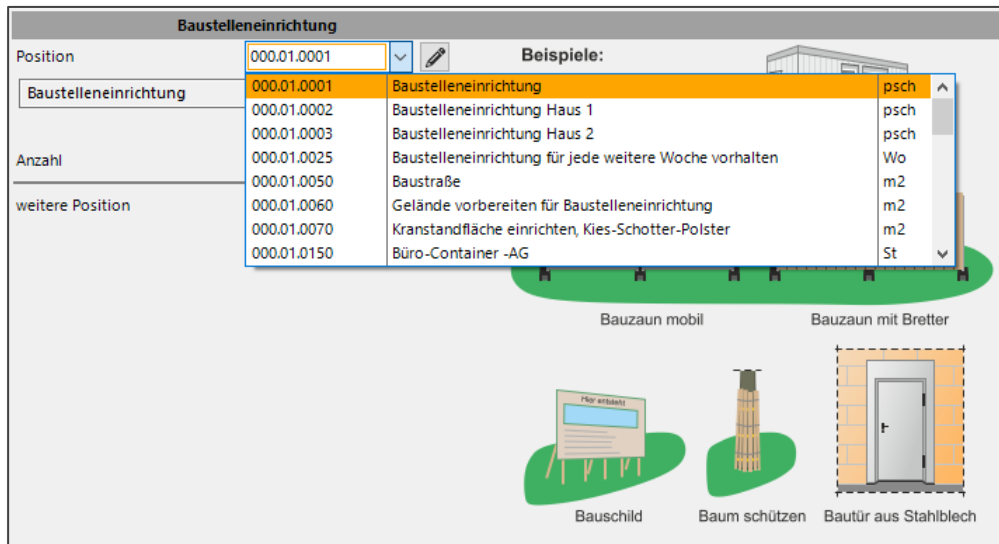 Baustelleneinrichtung
Position 000.01.0001 Beispiele:
Baustelleneinrichtung
000.01.0001 Baustelleneinrichtung psch
000.01.0002 Baustelleneinrichtung Haus 1 psch
000.01.0003 Baustelleneinrichtung Haus 2 psch
000.01.0025 Baustelleneinrichtung für jede weitere Woche vorhalten Wo
000.01.0050 Baustraße m2
000.01.0060 Gelände vorbereiten für Baustelleneinrichtung m2
000.01.0070 Kranstandfläche einrichten, Kies-Schotter-Polster m2
000.01.0150 Büro-Container -AG St
Anzahl
weitere Position
Bauzaun mobil Bauzaun mit Bretter
Hier entsteht
Bauschild Baum schützen Bautür aus Stahlblech